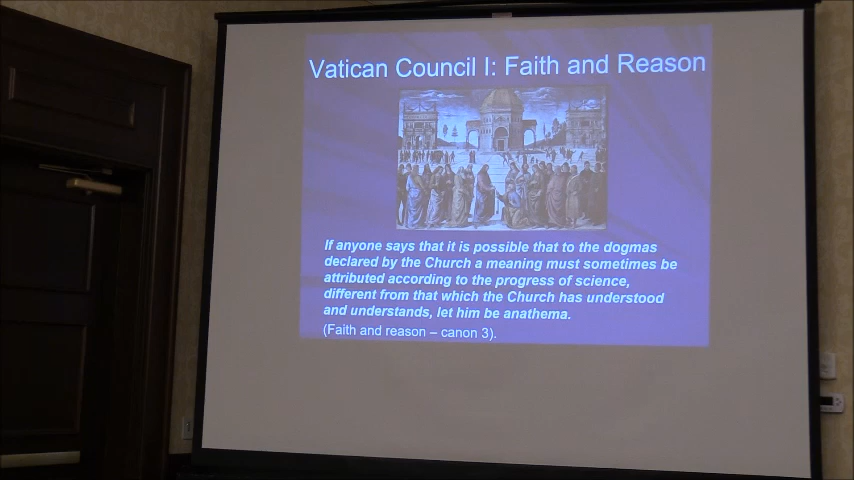 Vatican Council I: Faith and Reason
If anyone says that it is possible that to the dogmas
declared by the Church a meaning must sometimes be
attributed according to the progress of science,
different from that which the Church has understood
and understands, let him be anathema.
(Faith and reason – canon 3).